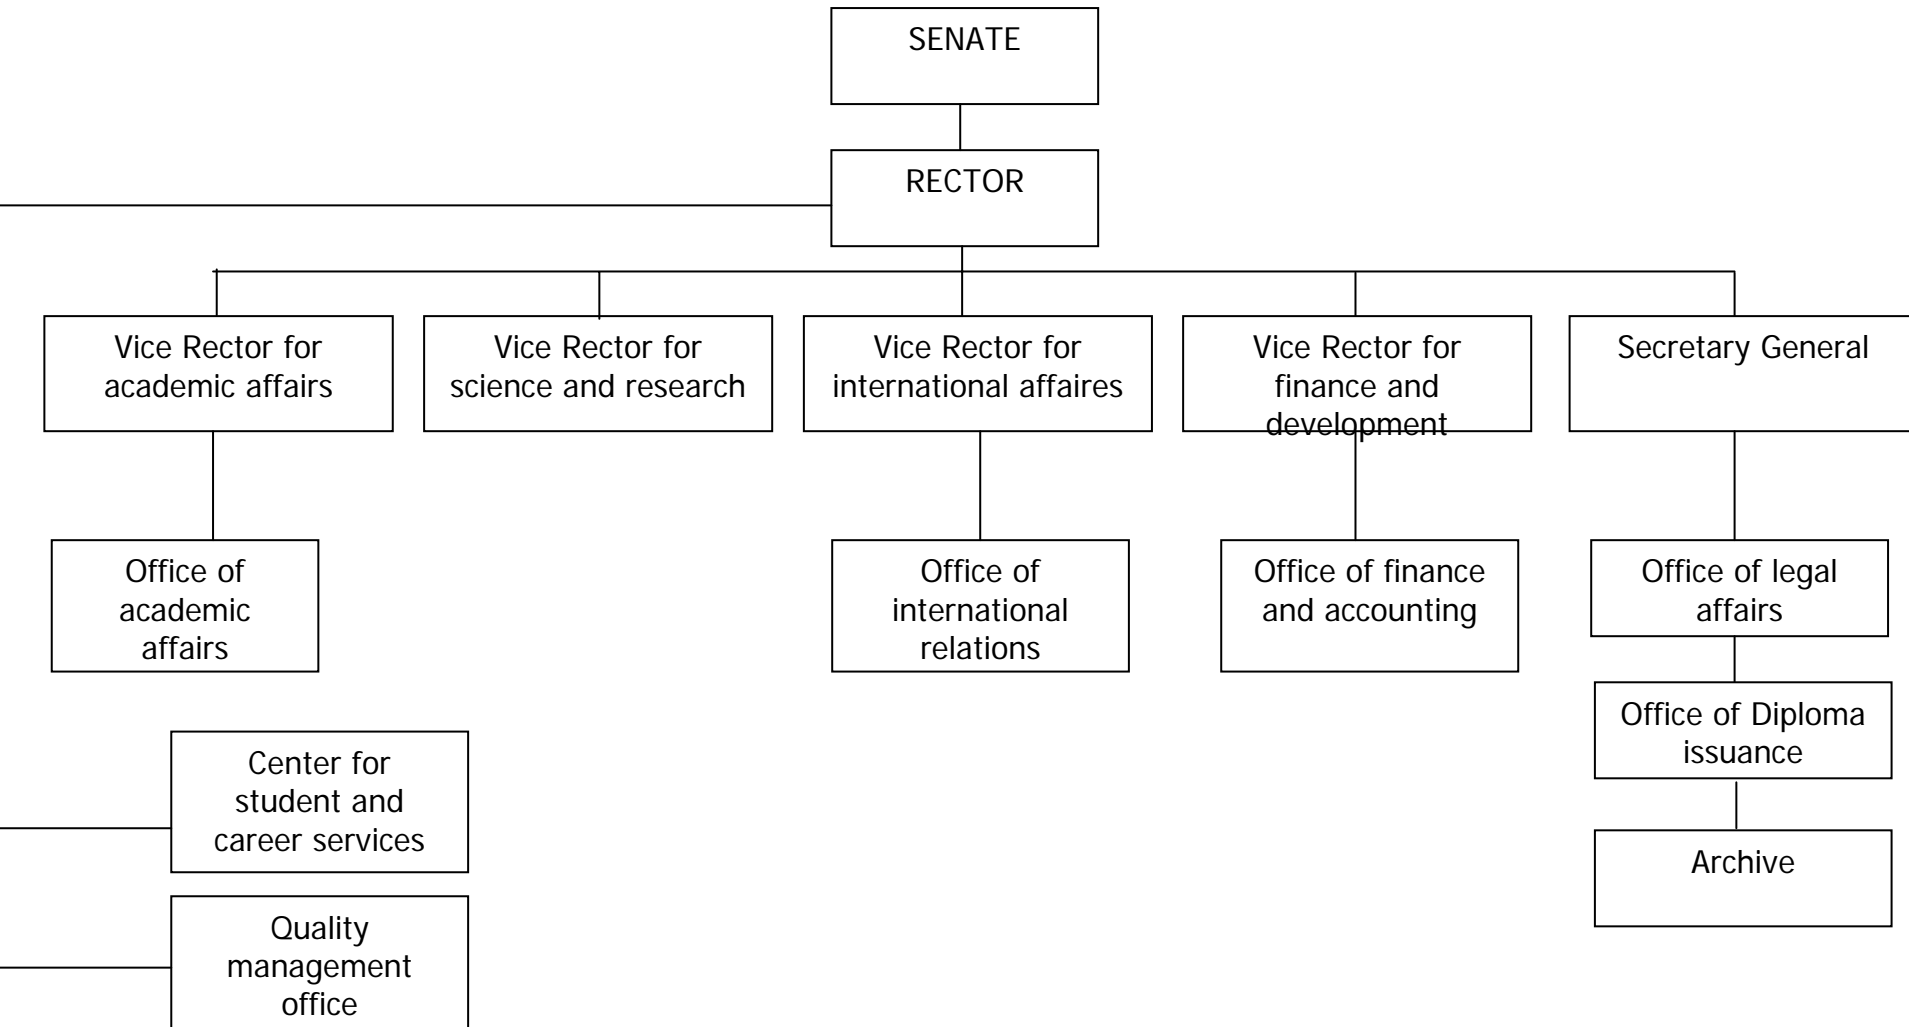 SENATE
RECTOR
Vice Rector for
academic affairs
Vice Rector for
science and research
Vice Rector for
international affaires
Vice Rector for
finance and
development
Secretary General
Office of
academic
affairs
Office of
international
relations
Office of finance
and accounting
Office of legal
affairs
Office of Diploma
issuance
Center for
student and
career services
Archive
Quality
management
office